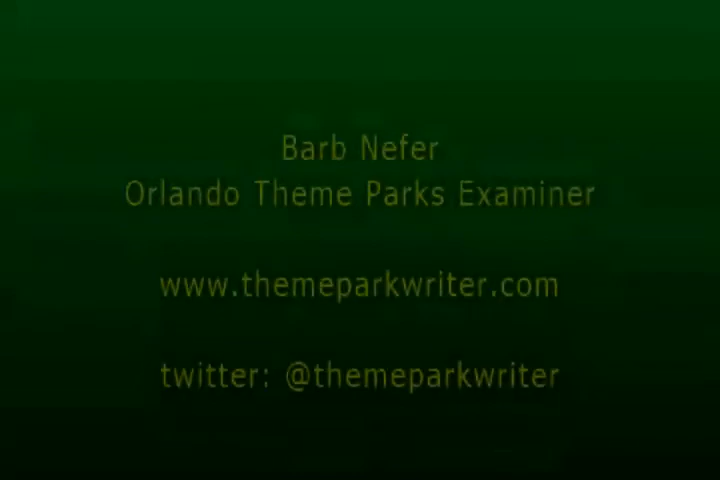 Barb Nefer
Orlando Theme Parks Examiner
www.themeparkwriter.com
twitter: @themeparkwriter